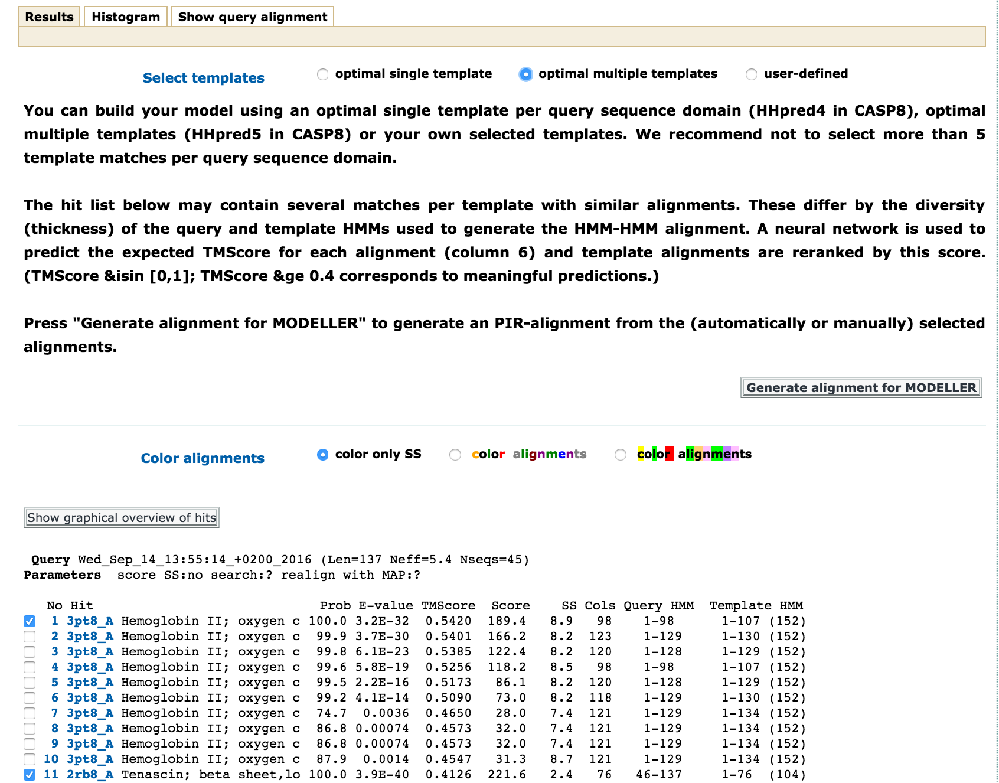 Results Histogram Show query alignment
Select templates optimal single template optimal multiple templates user-defined
You can build your model using an optimal single template per query sequence domain (HHpred4 in CASP8), optimal
multiple templates (HHpred5 in CASP8) or your own selected templates. We recommend not to select more than 5
template matches per query sequence domain.
The hit list below may contain several matches per template with similar alignments. These differ by the diversity
(thickness) of the query and template HMMs used to generate the HMM-HMM alignment. A neural network is used to
predict the expected TMScore for each alignment (column 6) and template alignments are reranked by this score.
(TMScore &isin [0,1]; TMScore &ge 0.4 corresponds to meaningful predictions.)
Press "Generate alignment for MODELLER" to generate an PIR-alignment from the (automatically or manually) selected
alignments.
Generate alignment for MODELLER
Color alignments color only SS color alignments color alignments
Show graphical overview of hits
Query Wed_Sep_14_13:55:14_+0200_2016 (Len=137 Neff=5.4 Nseqs=45)
Parameters score SS:no search:? realign with MAP:?
No Hit Prob E-value TMScore Score SS Cols Query HMM Template HMM
1 3pt8_A Hemoglobin II; oxygen c 100.0 3.2E-32 0.5420 189.4 8.9 98 1-98 1-107 (152)
2 3pt8_A Hemoglobin II; oxygen c 99.9 3.7E-30 0.5401 166.2 8.2 123 1-129 1-130 (152)
3 3pt8_A Hemoglobin II; oxygen c 99.8 6.1E-23 0.5385 122.4 8.2 120 1-128 1-129 (152)
4 3pt8_A Hemoglobin II; oxygen c 99.6 5.8E-19 0.5256 118.2 8.5 98 1-98 1-107 (152)
5 3pt8_A Hemoglobin II; oxygen c 99.5 2.2E-16 0.5173 86.1 8.2 120 1-128 1-129 (152)
6 3pt8_A Hemoglobin II; oxygen c 99.2 4.1E-14 0.5090 73.0 8.2 118 1-129 1-130 (152)
7 3pt8_A Hemoglobin II; oxygen c 74.7 0.0036 0.4650 28.0 7.4 121 1-129 1-134 (152)
8 3pt8_A Hemoglobin II; oxygen c 86.8 0.00074 0.4573 32.0 7.4 121 1-129 1-134 (152)
9 3pt8_A Hemoglobin II; oxygen c 86.8 0.00074 0.4573 32.0 7.4 121 1-129 1-134 (152)
10 3pt8_A Hemoglobin II; oxygen c 87.9 0.0014 0.4547 31.3 8.7 121 1-129 1-134 (152)
11 2rb8_A Tenascin; beta sheet,lo 100.0 3.9E-40 0.4126 221.6 2.4 76 46-137 1-76 (104)